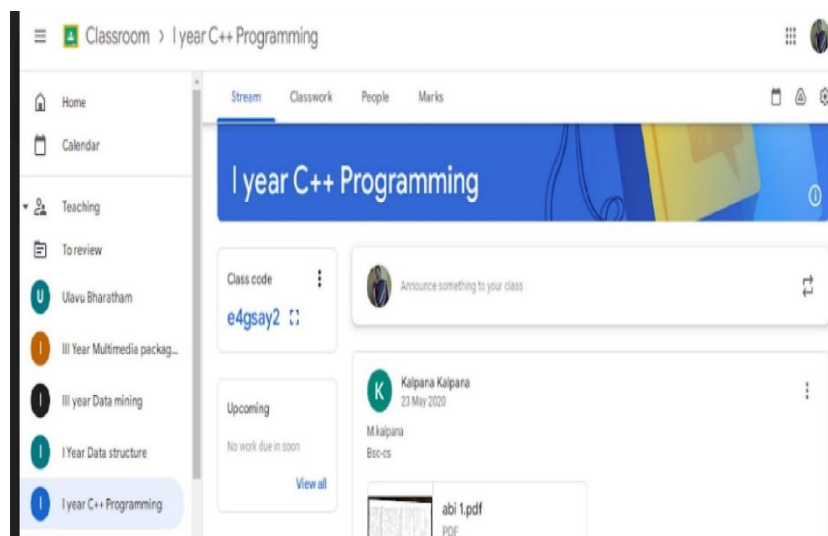 Classroom > I year C++ Programming
Home
Calendar
Teaching
To review
U Ulavu Bharatham
I III Year Multimedia packag...
I III year Data mining
I I Year Data structure
I I year C++ Programming
Stream Classwork People Marks
I year C++ Programming
Class code
e4gsay2
Upcoming
No work due in soon
View all
Announce something to your class
K Kalpana Kalpana
23 May 2020
M.kalpana
Bsc-cs
abi 1.pdf
PDF